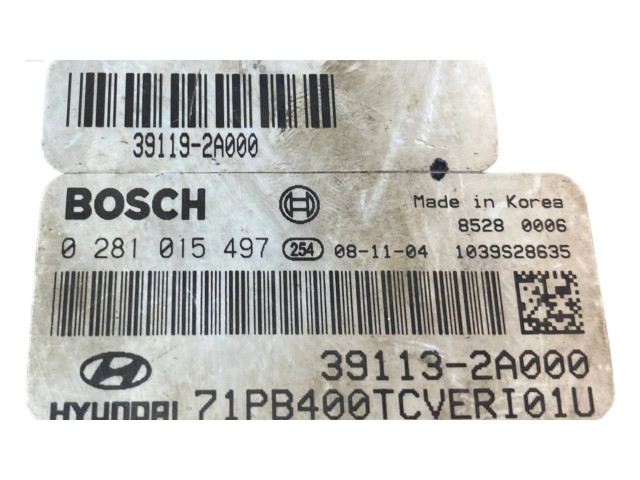 39119-2A000
BOSCH
Made in Korea
8528 0006
0 281 015 497 254 08-11-04 1039S28635
39113-2A000
HYUNDAI 71PB400TCVERI01U